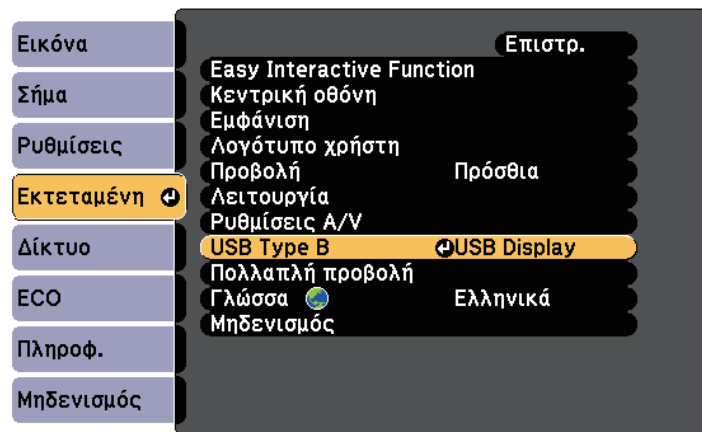 Εικόνα
Σήμα
Ρυθμίσεις
Εκτεταμένη
Δίκτυο
ECO
Πληροφ.
Μηδενισμός
Επιστρ.
Easy Interactive Function
Κεντρική οθόνη
Εμφάνιση
Λογότυπο χρήστη
Προβολή Πρόσθια
Λειτουργία
Ρυθμίσεις A/V
USB Type B USB Display
Πολλαπλή προβολή
Γλώσσα Ελληνικά
Μηδενισμός